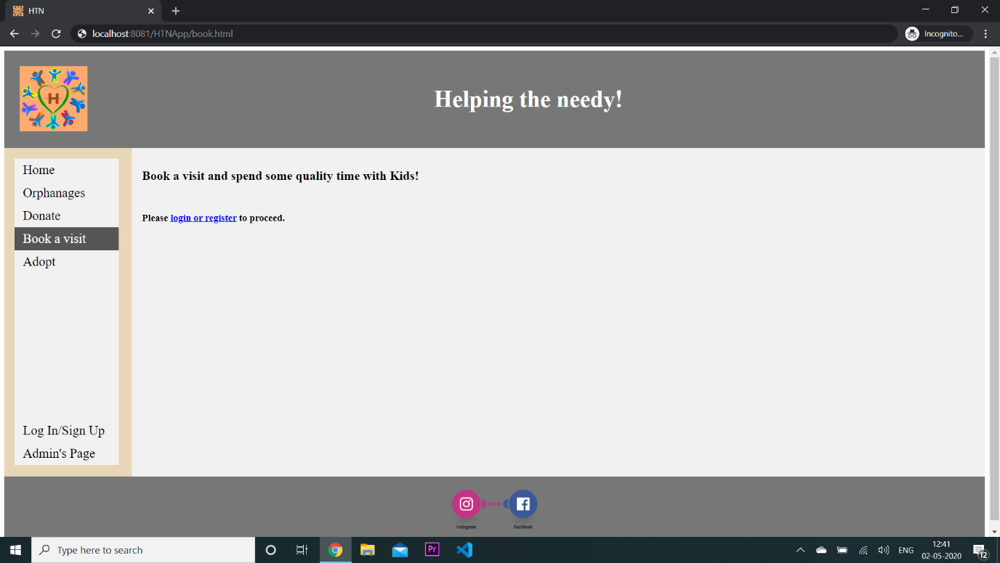 HTN
localhost:8081/HTNApp/book.html
Incognito...
H
Helping the needy!
Home
Orphanages
Donate
Book a visit
Adopt
Log In/Sign Up
Admin's Page
Book a visit and spend some quality time with Kids!
Please login or register to proceed.
Instagram
Facebook
Type here to search
Pr
ENG
12:41
02-05-2020
12